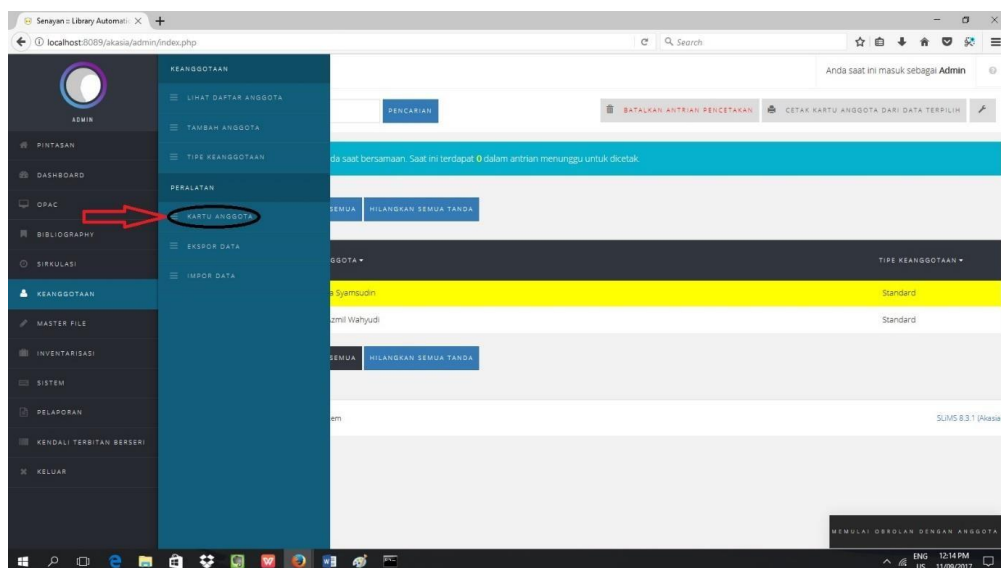 Senayan :: Library Automati
localhost:8089/akasia/admin/index.php
Search
ADMIN
PINTASAN
DASHBOARD
OPAC
BIBLIOGRAPHY
SIRKULASI
KEANGGOTAAN
MASTER FILE
INVENTARISASI
SISTEM
PELAPORAN
KENDALI TERBITAN BERSERI
KELUAR
KEANGGOTAAN
LIHAT DAFTAR ANGGOTA
TAMBAH ANGGOTA
TIPE KEANGGOTAAN
PERALATAN
KARTU ANGGOTA
EKSPOR DATA
IMPOR DATA
Anda saat ini masuk sebagai Admin
PENCARIAN
BATALKAN ANTRIAN PENCETAKAN
CETAK KARTU ANGGOTA DARI DATA TERPILIH
da saat bersamaan. Saat ini terdapat 0 dalam antrian menunggu untuk dicetak.
SEMUA
HILANGKAN SEMUA TANDA
GGOTA
TIPE KEANGGOTAAN
a Syamsudin
Standard
zmil Wahyudi
Standard
SEMUA
HILANGKAN SEMUA TANDA
em
SLiMS 8.3.1 (Akasia
MEMULAI OBROLAN DENGAN ANGGOTA
ENG
US
12:14 PM
11/09/2017